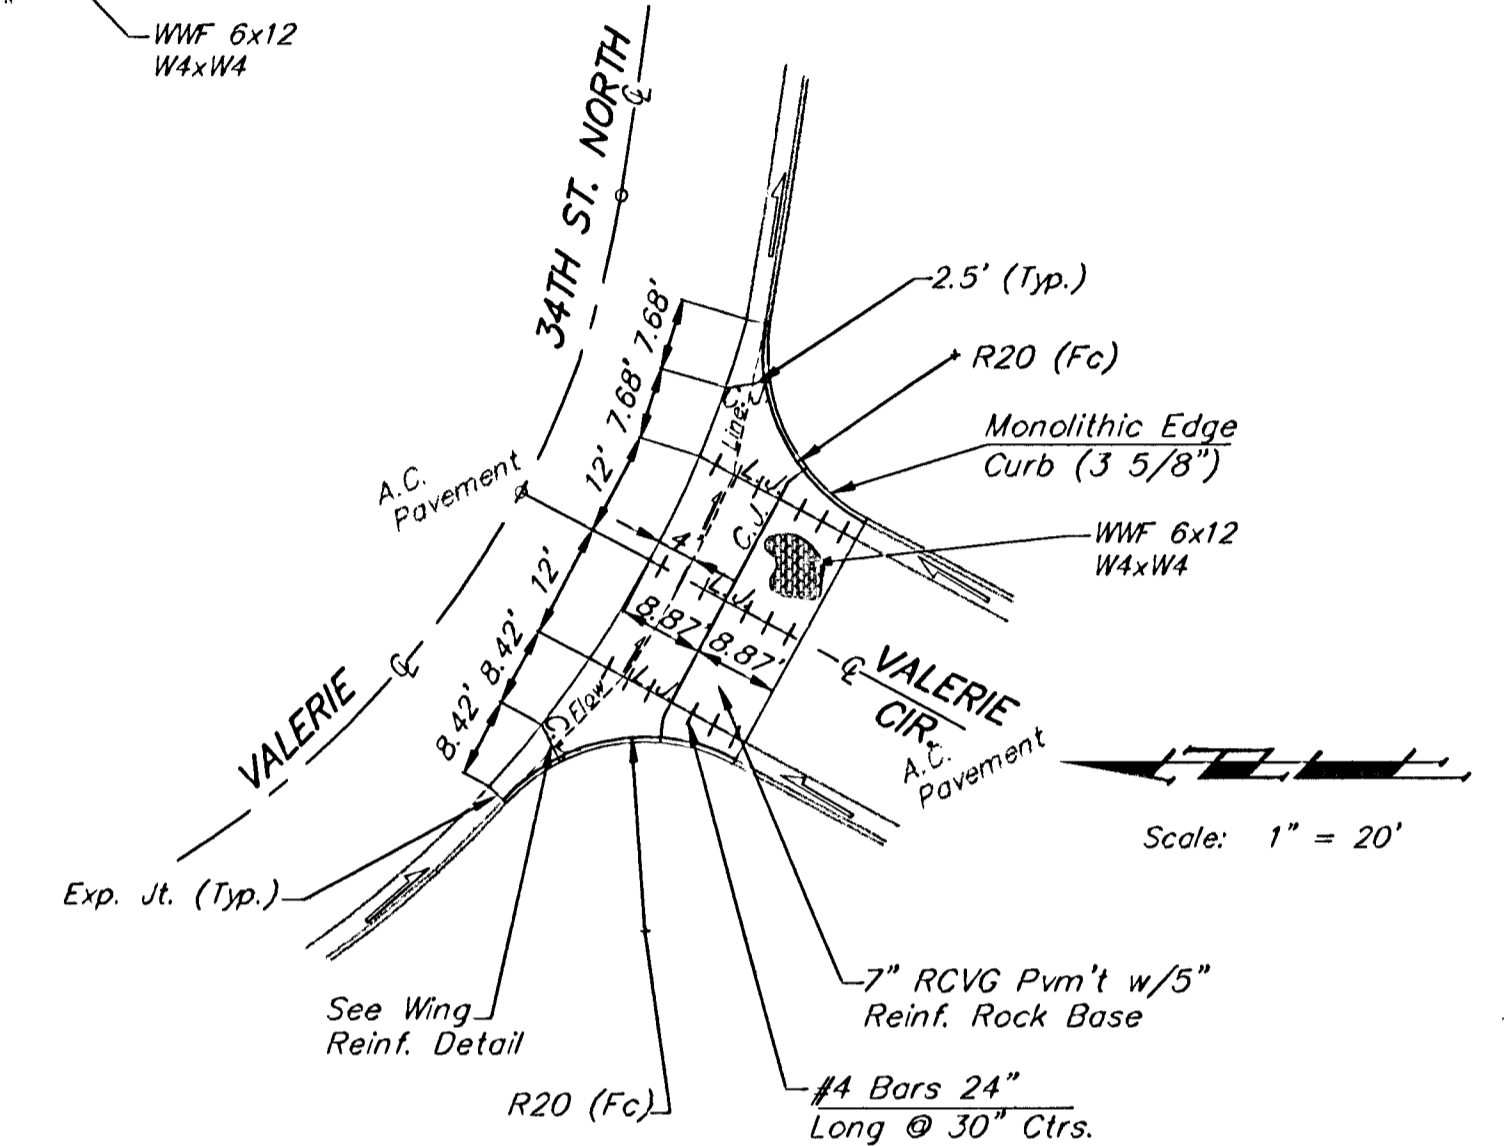 WWF 6x12
W4xW4
34TH ST. NORTH
℄
2.5' (Typ.)
7.68'
R20 (Fc)
7.68'
Monolithic Edge
Curb (3 5/8")
Line
L.J.
12'
A.C.
Pavement
C.J.
WWF 6x12
W4xW4
4'
12'
L.J.
8.87'
8.87'
8.42'
℄
℄ VALERIE
CIR.
L.J.
Flow
8.42'
VALERIE
A.C.
Pavement
Scale: 1" = 20'
Exp. Jt. (Typ.)
7" RCVG Pvm't w/5"
Reinf. Rock Base
See Wing
Reinf. Detail
R20 (Fc)
#4 Bars 24"
Long @ 30" Ctrs.